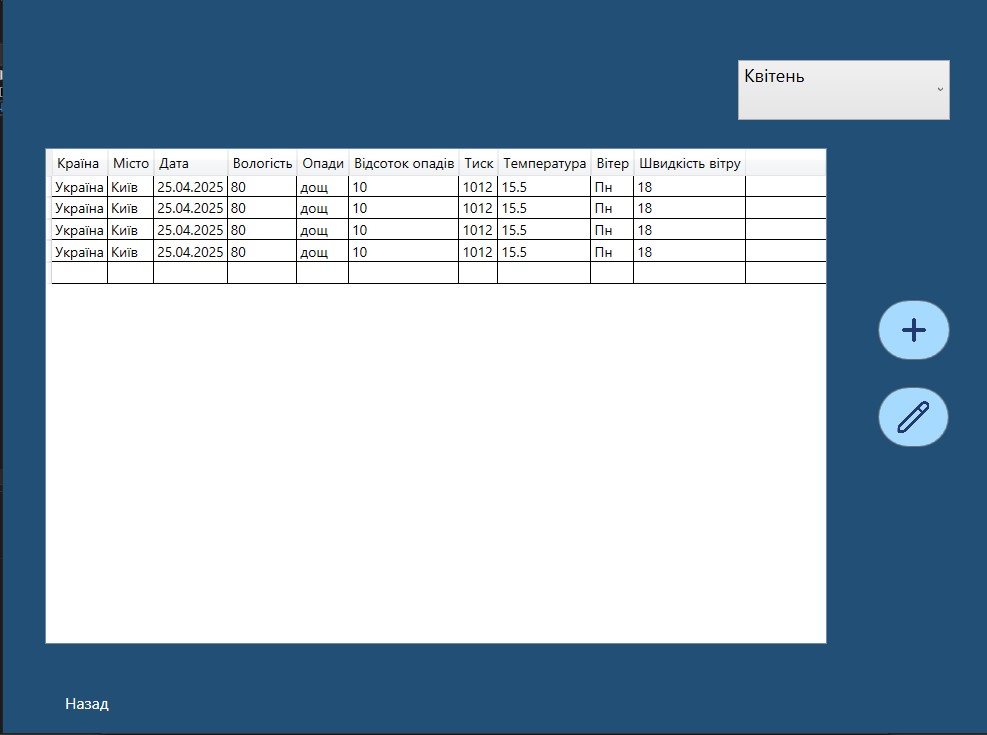 Квітень
Країна Місто Дата Вологість Опади Відсоток опадів Тиск Температура Вітер Швидкість вітру
Україна Київ 25.04.2025 80 дощ 10 1012 15.5 Пн 18
Україна Київ 25.04.2025 80 дощ 10 1012 15.5 Пн 18
Україна Київ 25.04.2025 80 дощ 10 1012 15.5 Пн 18
Україна Київ 25.04.2025 80 дощ 10 1012 15.5 Пн 18
Назад